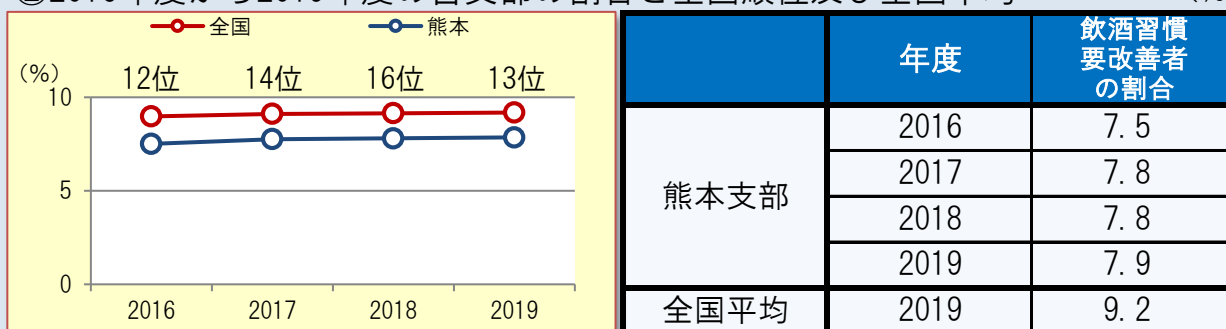 全国 熊本
(%)
12位 14位 16位 13位
10
5
0
2016 2017 2018 2019
年度 飲酒習慣
要改善者
の割合
熊本支部
2016 7.5
2017 7.8
2018 7.8
2019 7.9
全国平均 2019 9.2